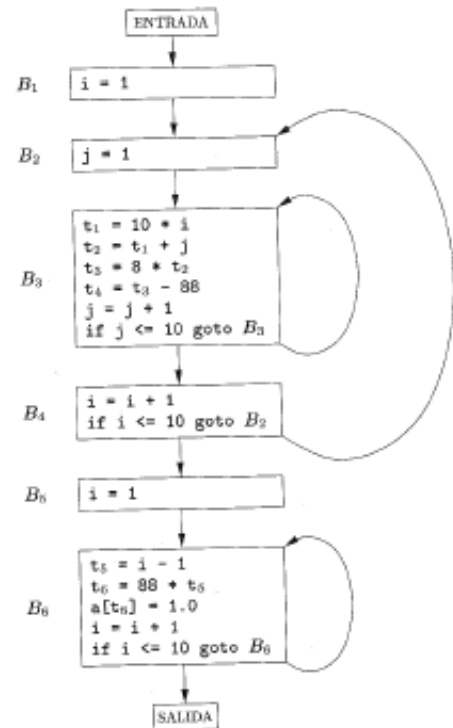 ENTRADA
B₁
i = 1
B₂
j = 1
B₃
t₁ = 10 * i
t₂ = t₁ + j
t₃ = 8 * t₂
t₄ = t₃ - 88
j = j + 1
if j <= 10 goto B₃
B₄
i = i + 1
if i <= 10 goto B₂
B₅
i = 1
B₆
t₅ = i - 1
t₆ = 88 * t₅
a[t₆] = 1.0
i = i + 1
if i <= 10 goto B₆
SALIDA